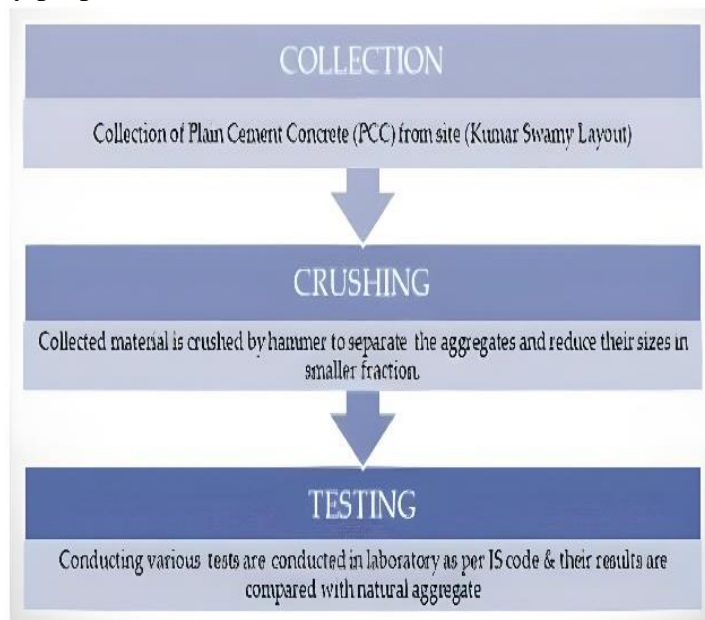 COLLECTION
Collection of Plain Cement Concrete (PCC) from site (Kumar Swamy Layout)
CRUSHING
Collected material is crushed by hammer to separate the aggregates and reduce their sizes in
smaller fraction.
TESTING
Conducting various tests are conducted in laboratory as per IS code & their results are
compared with natural aggregate